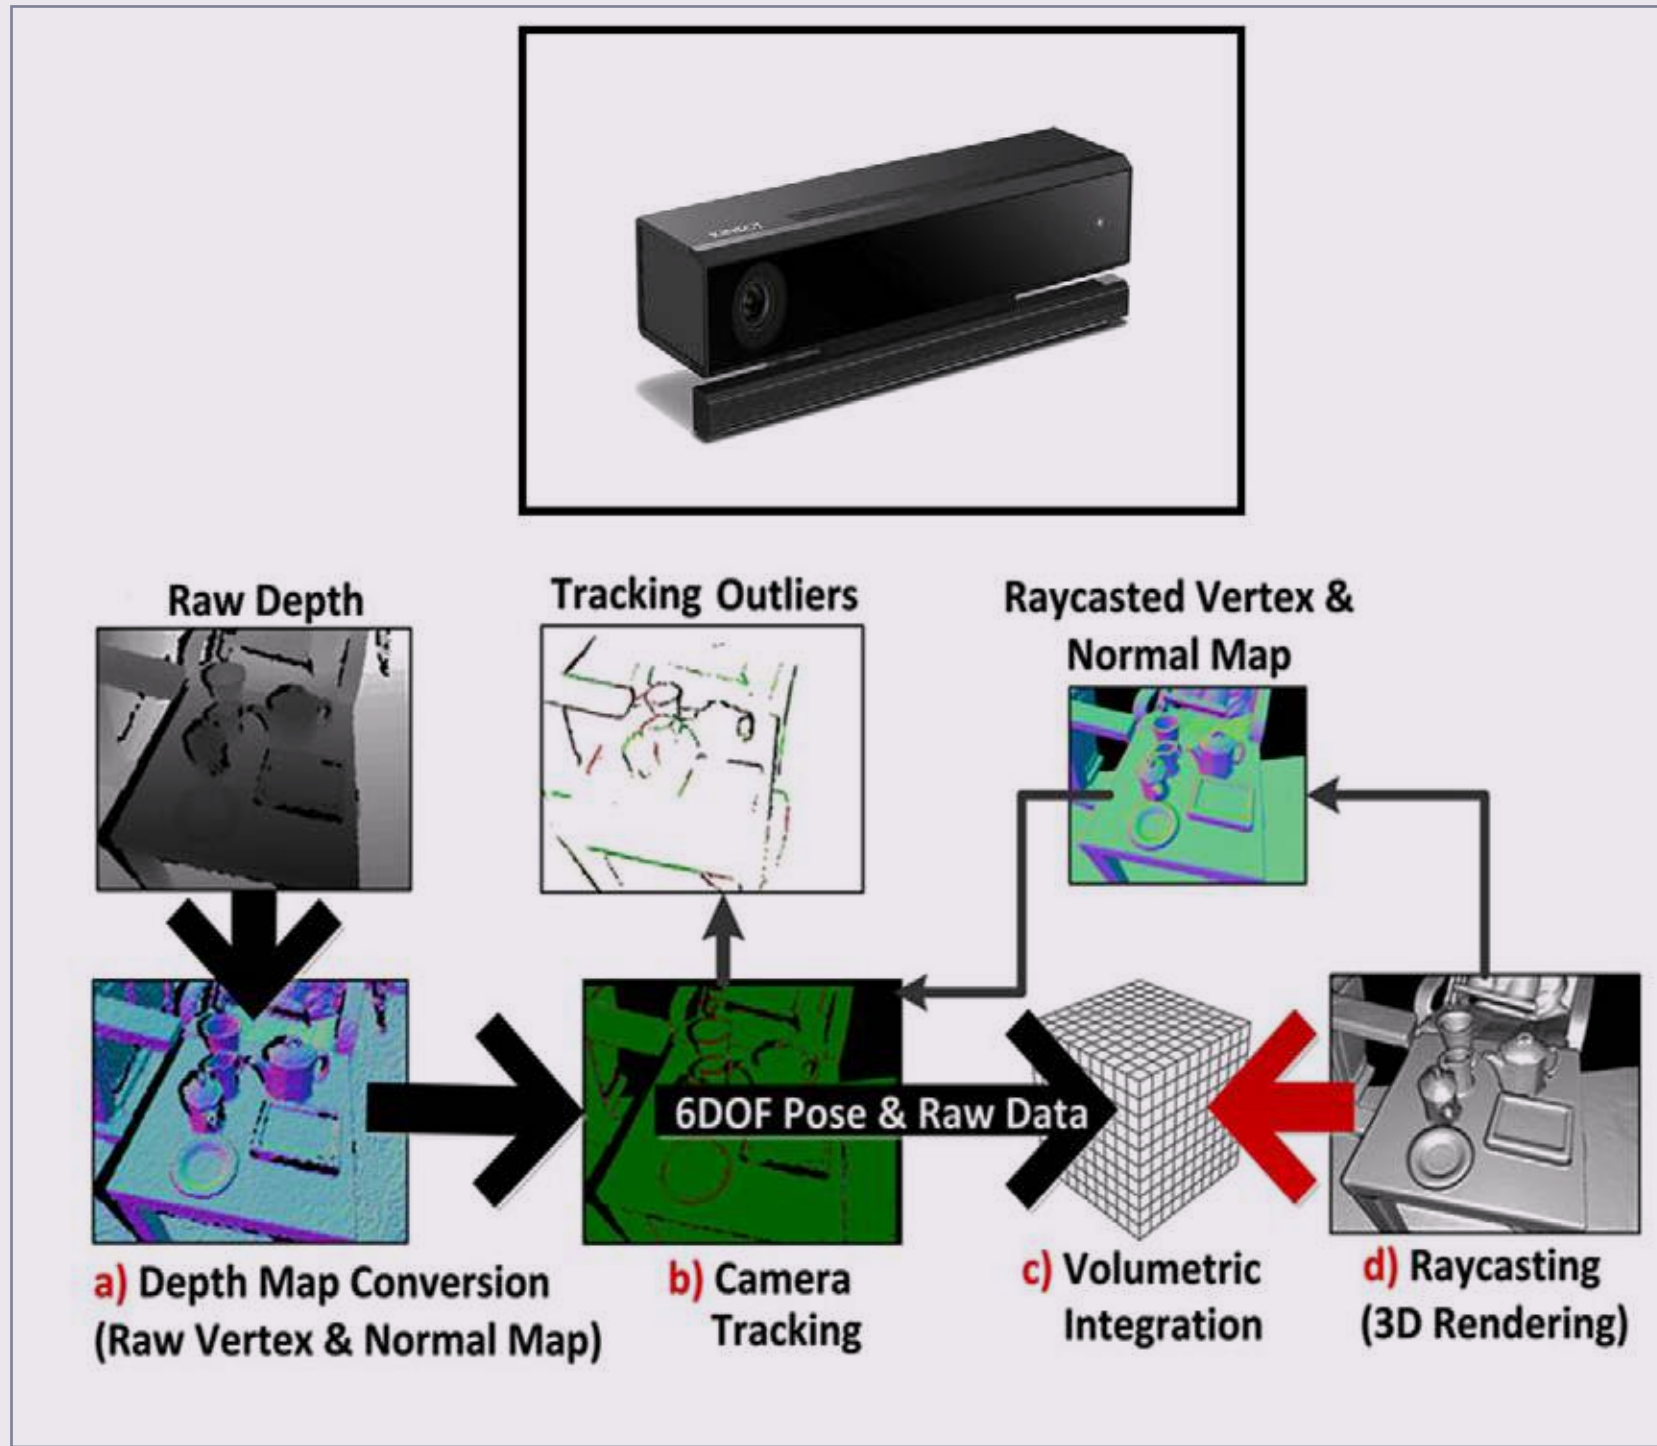 Raw Depth
Tracking Outliers
Raycasted Vertex &
Normal Map
6DOF Pose & Raw Data
a) Depth Map Conversion
(Raw Vertex & Normal Map)
b) Camera
Tracking
c) Volumetric
Integration
d) Raycasting
(3D Rendering)